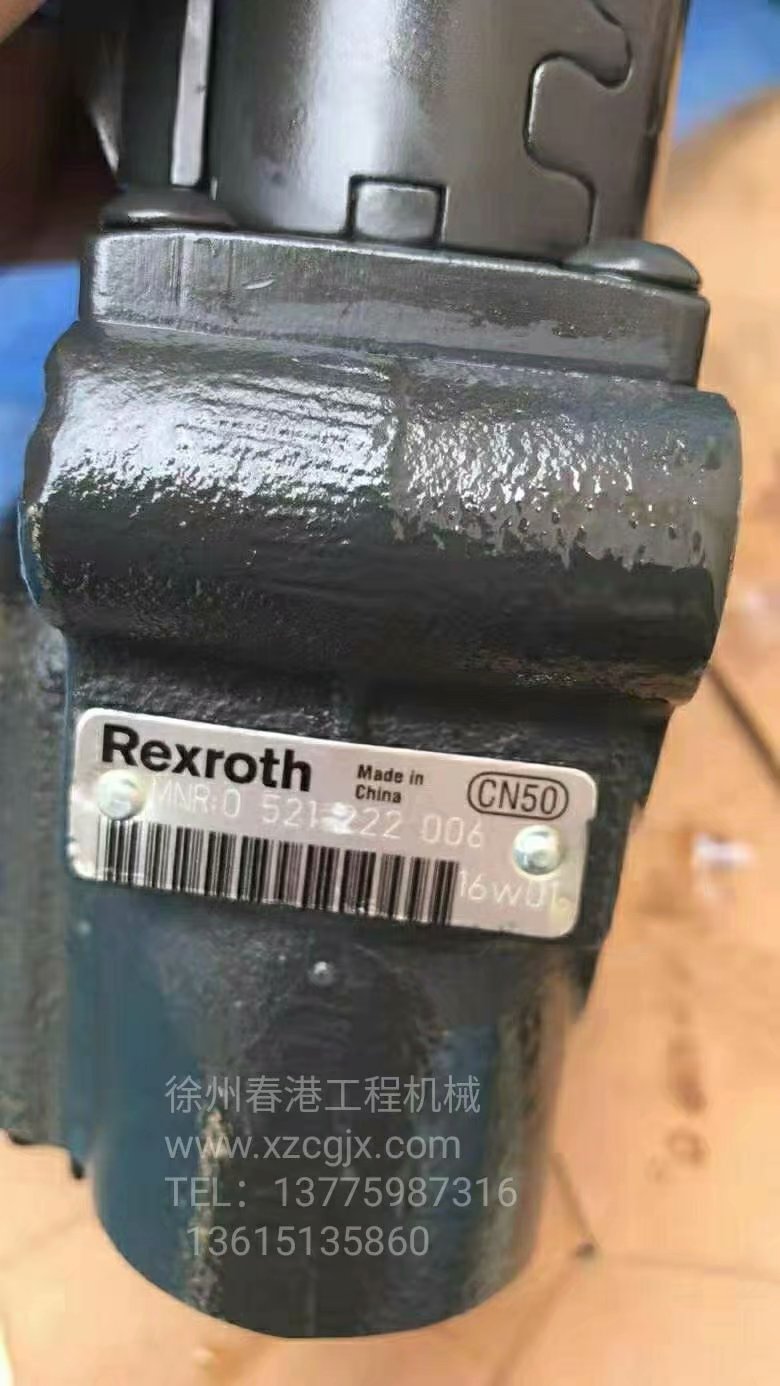 Rexroth
Made in
China
CN50
MNR:0 521 222 006
16W01
徐州春港工程机械
www.xzcgjx.com
TEL：13775987316
13615135860